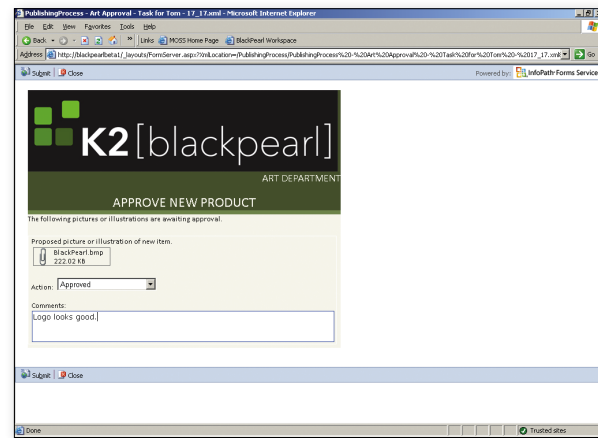 PublishingProcess - Art Approval - Task for Tom - 17_17.xml - Microsoft Internet Explorer
File Edit View Favorites Tools Help
Back » Links MOSS Home Page BlackPearl Workspace
Address http://blackpearlbeta1/_layouts/FormServer.aspx?XmlLocation=/PublishingProcess/PublishingProcess%20-%20Art%20Approval%20-%20Task%20for%20Tom%20-%2017_17.xml Go
Submit Close Powered by: InfoPath Forms Service
K2 [blackpearl]
ART DEPARTMENT
APPROVE NEW PRODUCT
The following pictures or illustrations are awaiting approval.
Proposed picture or illustration of new item.
BlackPearl.bmp
222.02 KB
Action: Approved
Comments:
Logo looks good.
Submit Close
Done Trusted sites